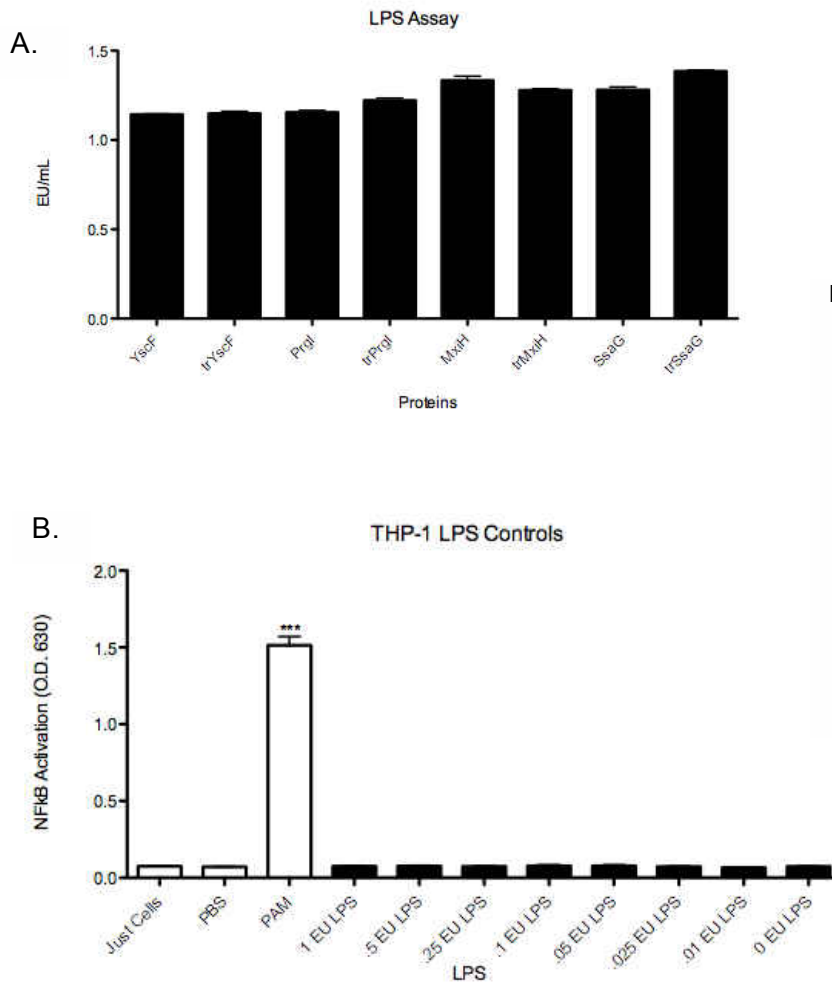 A.
LPS Assay
EU/mL
1.5
1.0
0.5
0.0
YscF
trYscF
PrgI
trPrgI
MxiH
trMxiH
SsaG
trSsaG
Proteins
B.
THP-1 LPS Controls
NFkB Activation (O.D. 630)
2.0
1.5
1.0
0.5
0.0
***
Just Cells
PBS
PAM
1 EU LPS
.5 EU LPS
.25 EU LPS
.1 EU LPS
.05 EU LPS
.025 EU LPS
.01 EU LPS
0 EU LPS
LPS